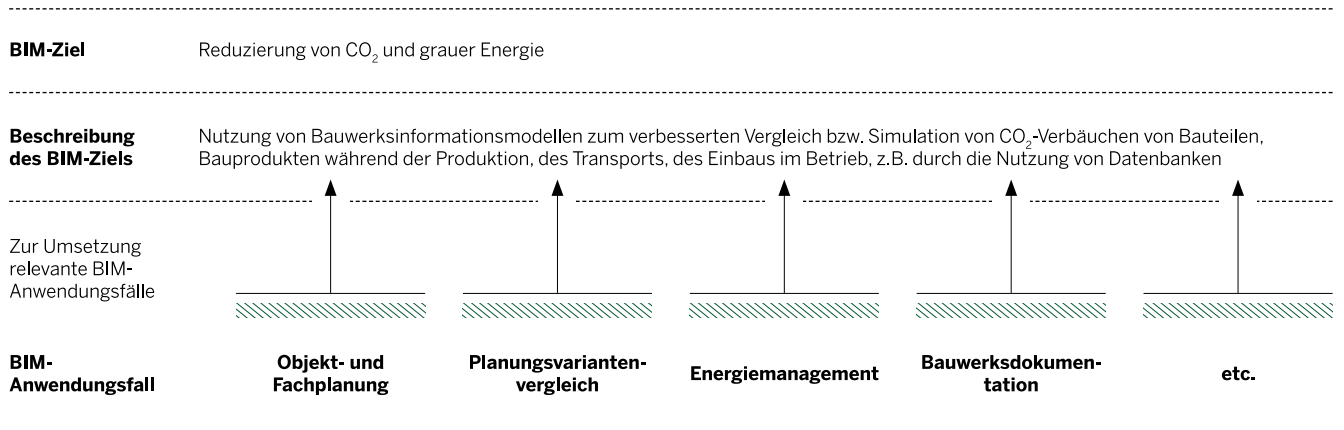 BIM-Ziel Reduzierung von CO₂ und grauer Energie
Beschreibung
des BIM-Ziels
Nutzung von Bauwerksinformationsmodellen zum verbesserten Vergleich bzw. Simulation von CO₂-Verbäuchen von Bauteilen,
Bauprodukten während der Produktion, des Transports, des Einbaus im Betrieb, z.B. durch die Nutzung von Datenbanken
Zur Umsetzung
relevante BIM-
Anwendungsfälle
BIM-
Anwendungsfall
Objekt- und
Fachplanung
Planungsvarianten-
vergleich
Energiemanagement
Bauwerksdokumen-
tation
etc.